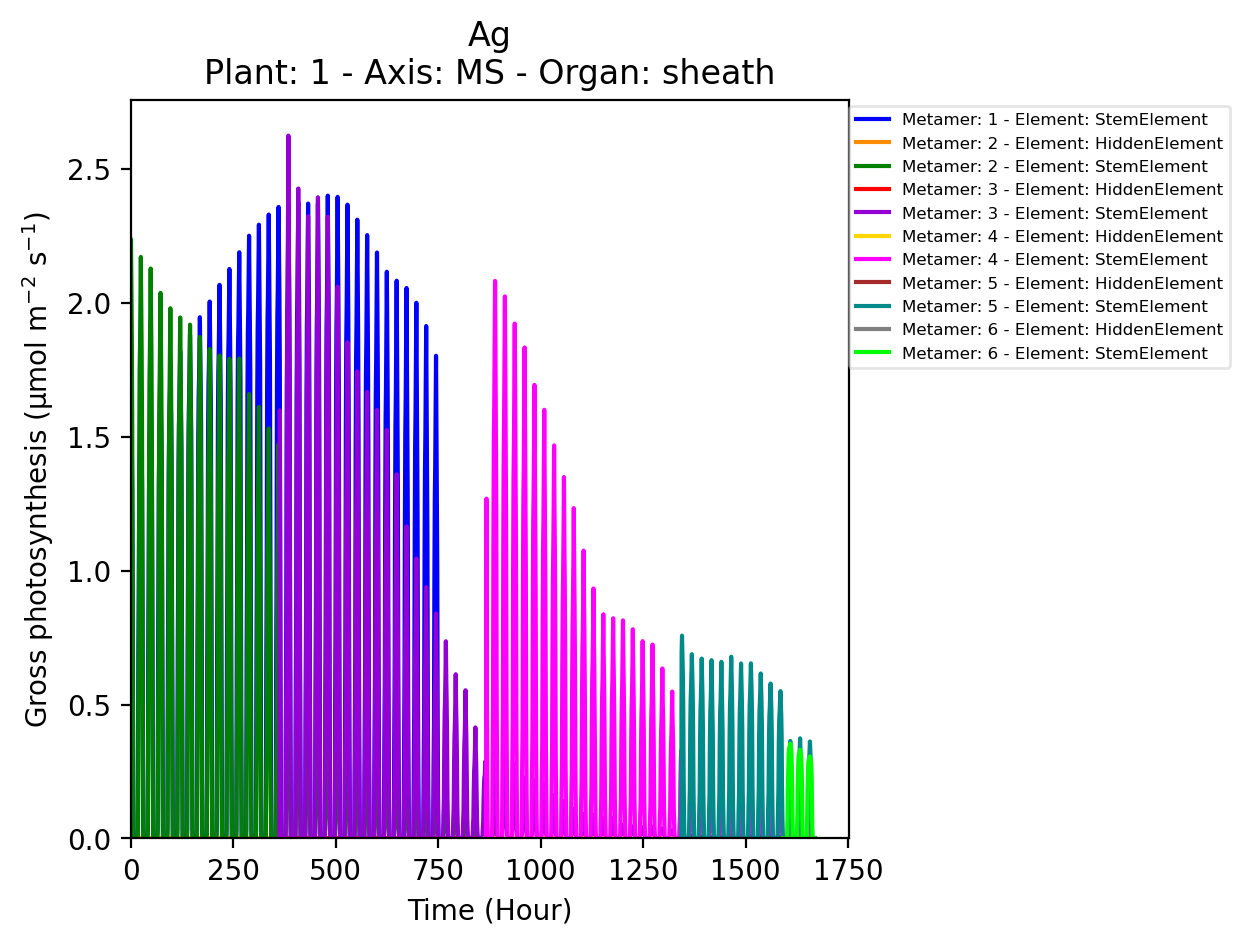 Ag
Plant: 1 - Axis: MS - Organ: sheath
Gross photosynthesis (µmol m⁻² s⁻¹)
2.5
2.0
1.5
1.0
0.5
0.0
0 250 500 750 1000 1250 1500 1750
Time (Hour)
Metamer: 1 - Element: StemElement
Metamer: 2 - Element: HiddenElement
Metamer: 2 - Element: StemElement
Metamer: 3 - Element: HiddenElement
Metamer: 3 - Element: StemElement
Metamer: 4 - Element: HiddenElement
Metamer: 4 - Element: StemElement
Metamer: 5 - Element: HiddenElement
Metamer: 5 - Element: StemElement
Metamer: 6 - Element: HiddenElement
Metamer: 6 - Element: StemElement